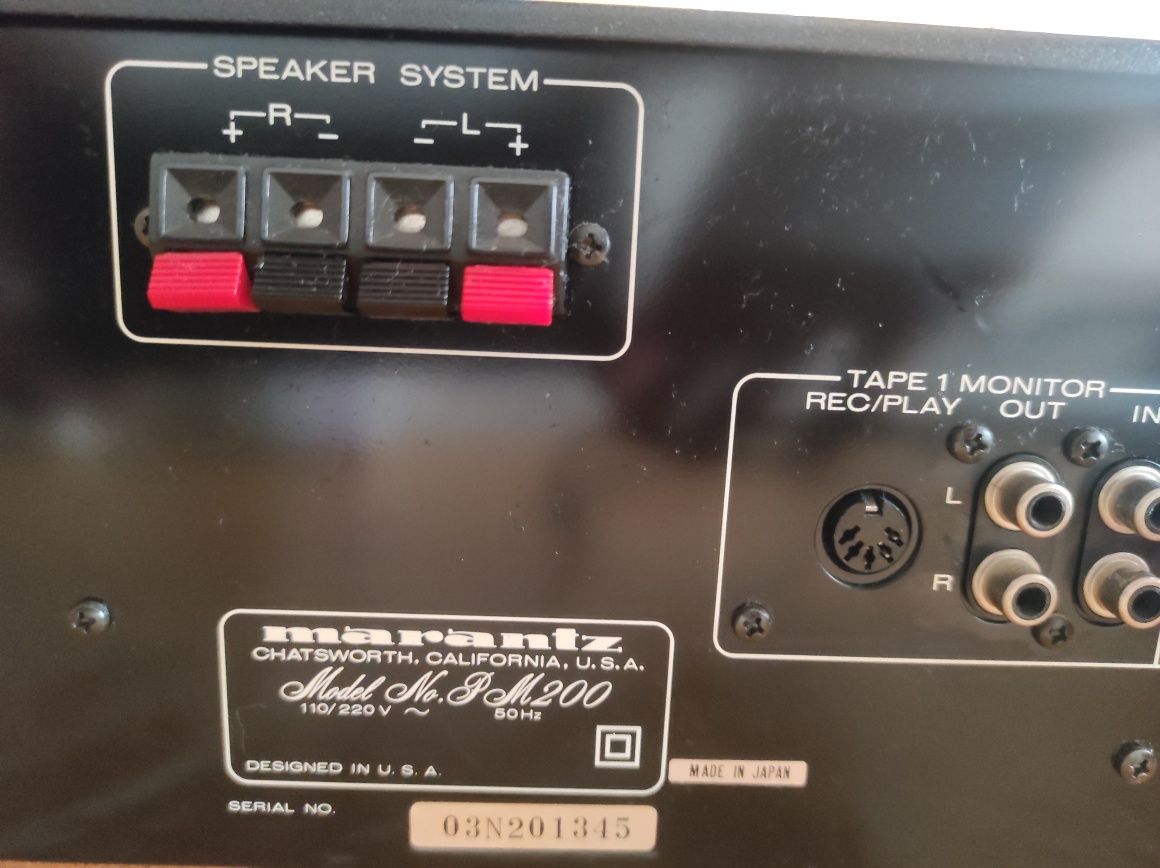 SPEAKER SYSTEM
R L
+ − − +
TAPE 1 MONITOR
REC/PLAY OUT IN
L
R
marantz
CHATSWORTH, CALIFORNIA, U.S.A.
Model No. PM200
110/220V ~ 50Hz
DESIGNED IN U.S.A.
MADE IN JAPAN
SERIAL NO.
03N201345